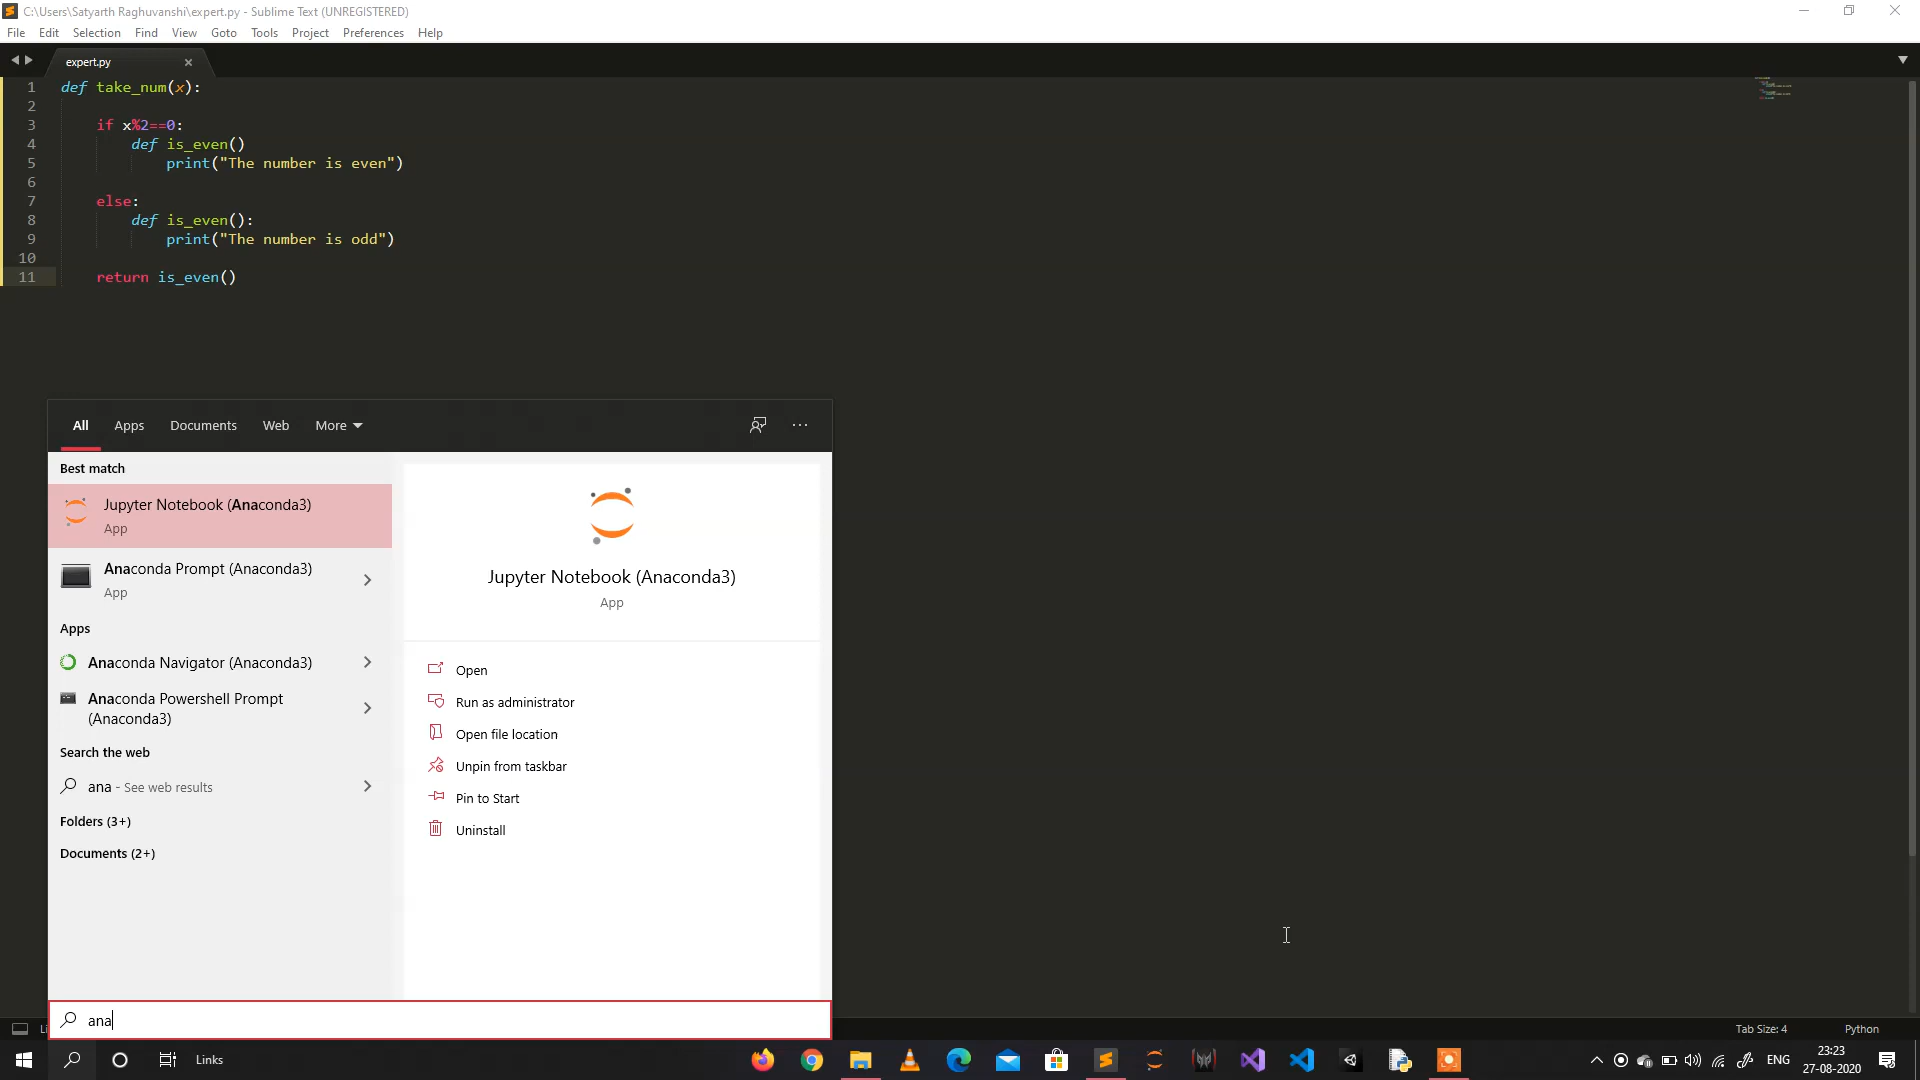 C:\Users\Satyarth Raghuvanshi\expert.py - Sublime Text (UNREGISTERED)
File Edit Selection Find View Goto Tools Project Preferences Help
expert.py
1 def take_num(x):
2
3 if x%2==0:
4 def is_even()
5 print("The number is even")
6
7 else:
8 def is_even():
9 print("The number is odd")
10
11 return is_even()
All Apps Documents Web More
Best match
Jupyter Notebook (Anaconda3)
App
Anaconda Prompt (Anaconda3)
App
Apps
Anaconda Navigator (Anaconda3)
Anaconda Powershell Prompt
(Anaconda3)
Search the web
ana - See web results
Folders (3+)
Documents (2+)
Jupyter Notebook (Anaconda3)
App
Open
Run as administrator
Open file location
Unpin from taskbar
Pin to Start
Uninstall
ana
Tab Size: 4 Python
Links
ENG
23:23
27-08-2020